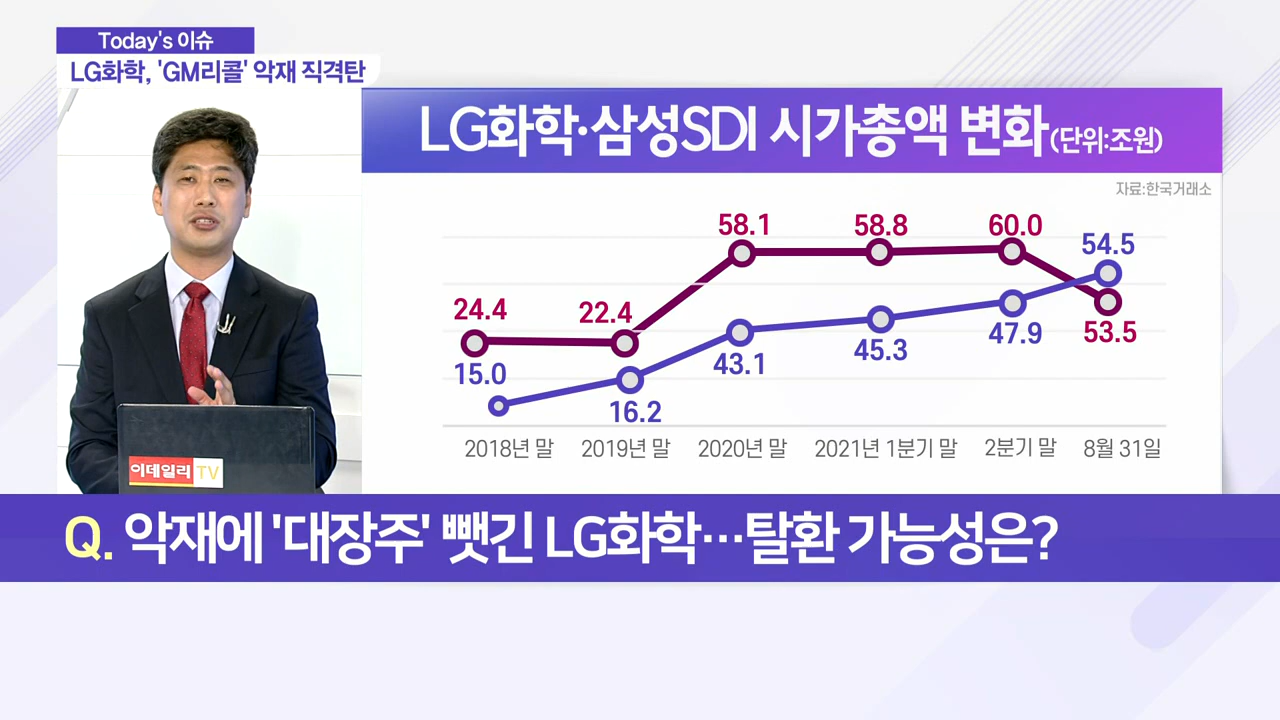 Today's 이슈
LG화학, 'GM리콜' 악재 직격탄
LG화학·삼성SDI 시가총액 변화(단위:조원)
자료:한국거래소
58.1 58.8 60.0 54.5
24.4 22.4
15.0 16.2 43.1 45.3 47.9 53.5
2018년 말 2019년 말 2020년 말 2021년 1분기 말 2분기 말 8월 31일
이데일리 TV
Q. 악재에 '대장주' 뺏긴 LG화학…탈환 가능성은?